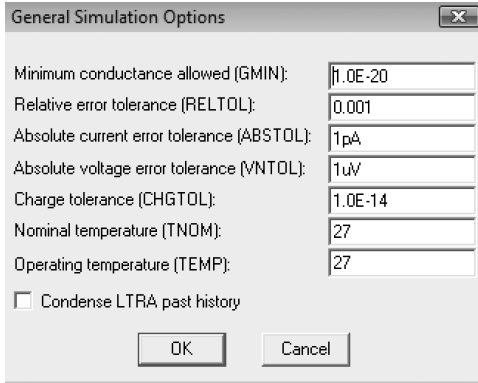 General Simulation Options
Minimum conductance allowed (GMIN): 1.0E-20
Relative error tolerance (RELTOL): 0.001
Absolute current error tolerance (ABSTOL): 1pA
Absolute voltage error tolerance (VNTOL): 1uV
Charge tolerance (CHGTOL): 1.0E-14
Nominal temperature (TNOM): 27
Operating temperature (TEMP): 27
Condense LTRA past history
OK Cancel